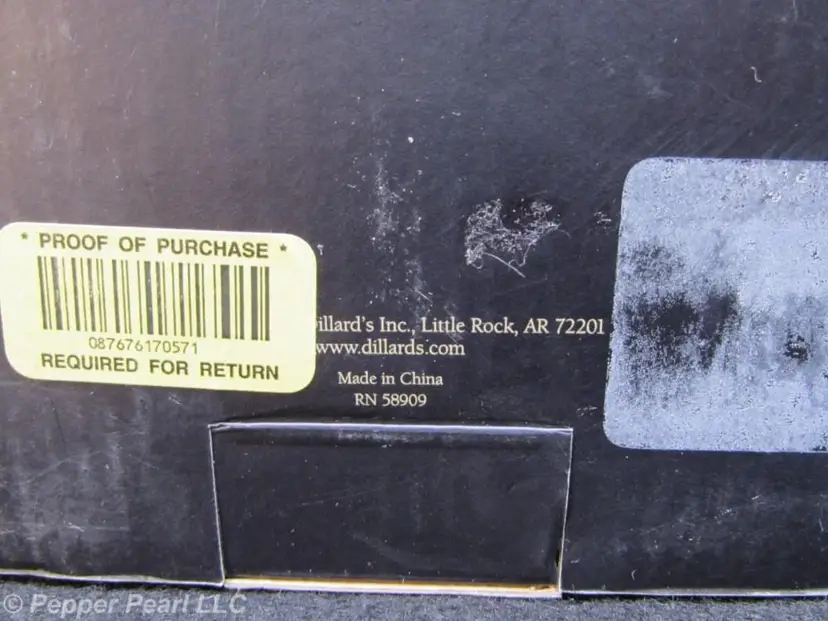 * PROOF OF PURCHASE *
087676170571
REQUIRED FOR RETURN
illard's Inc., Little Rock, AR 72201
www.dillards.com
Made in China
RN 58909
© Pepper Pearl LLC